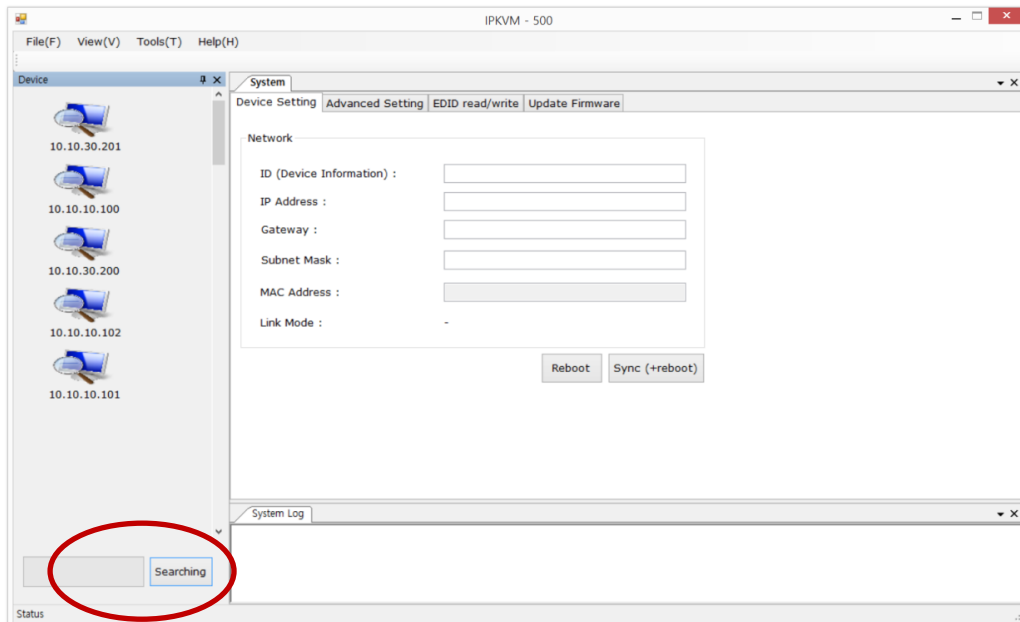 IPKVM - 500
File(F) View(V) Tools(T) Help(H)
Device
10.10.30.201
10.10.10.100
10.10.30.200
10.10.10.102
10.10.10.101
Searching
System
Device Setting Advanced Setting EDID read/write Update Firmware
Network
ID (Device Information) :
IP Address :
Gateway :
Subnet Mask :
MAC Address :
Link Mode : -
Reboot Sync (+reboot)
System Log
Status